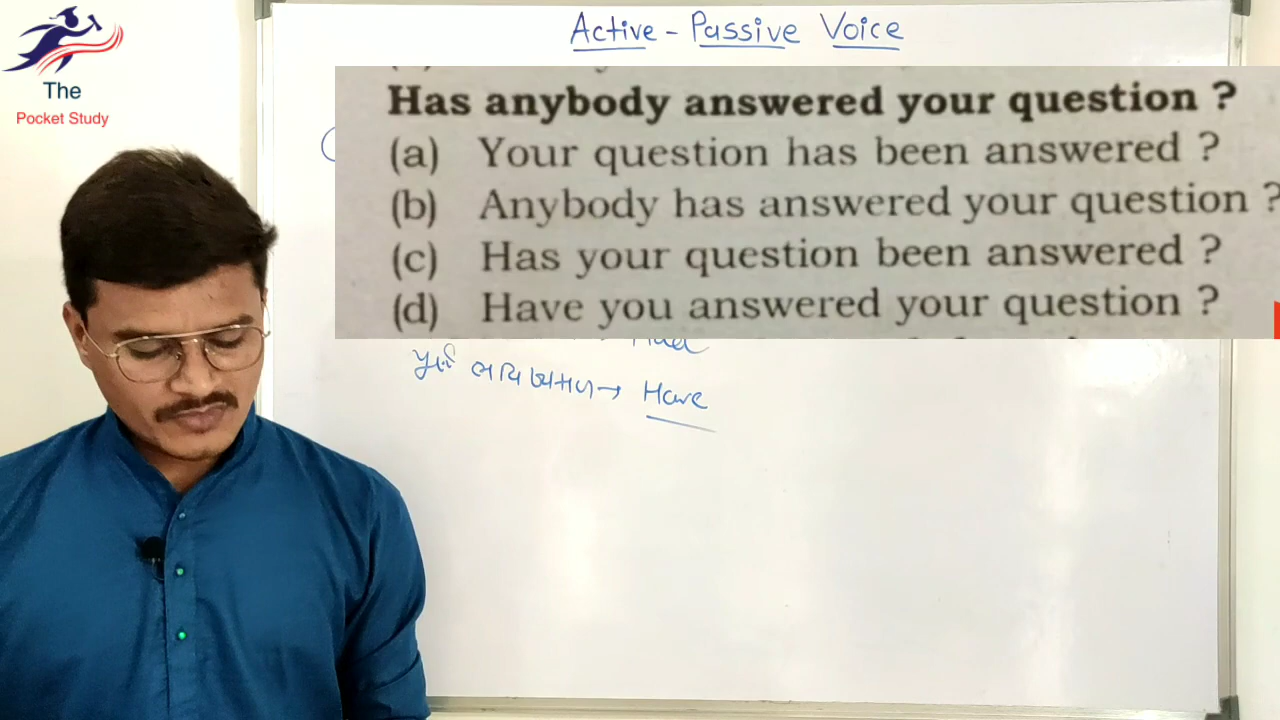 The
Pocket Study
Active - Passive Voice
Has anybody answered your question ?
(a) Your question has been answered ?
(b) Anybody has answered your question ?
(c) Has your question been answered ?
(d) Have you answered your question ?
Have